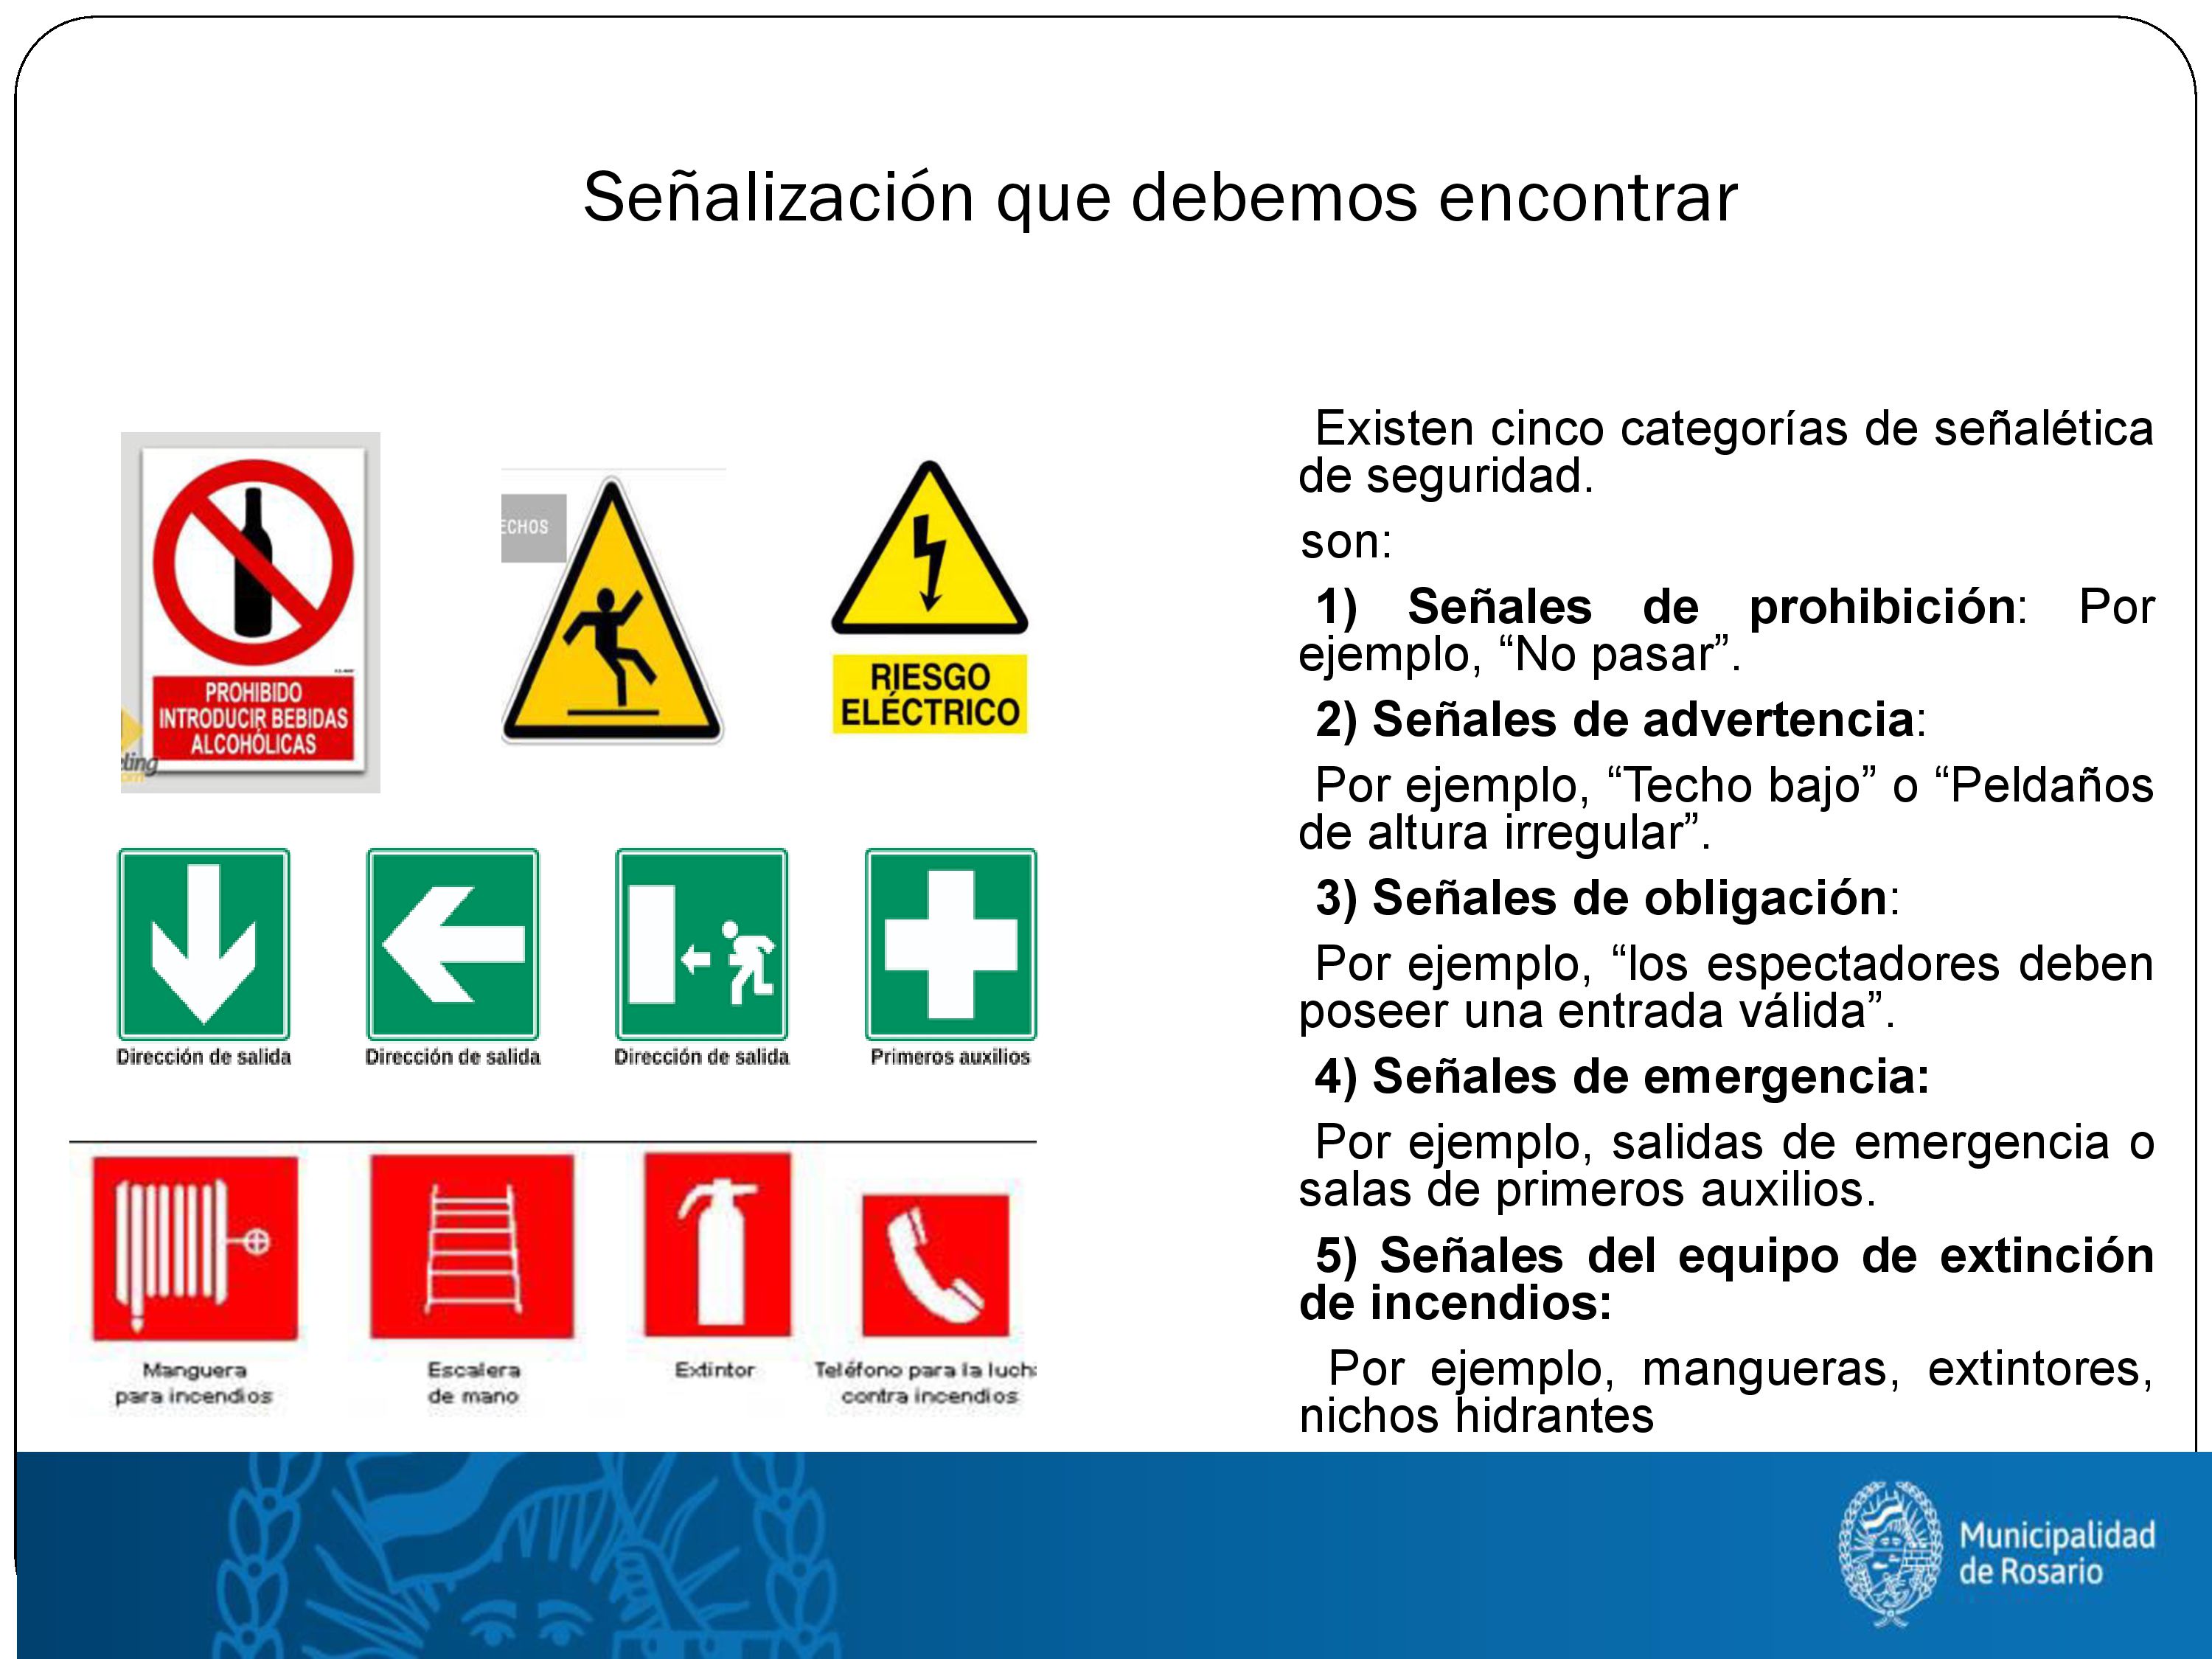 Señalización que debemos encontrar
PROHIBIDO
INTRODUCIR BEBIDAS
ALCOHÓLICAS
ECHOS
RIESGO
ELÉCTRICO
Dirección de salida
Dirección de salida
Dirección de salida
Primeros auxilios
Manguera
para incendios
Escalera
de mano
Extintor
Teléfono para la luch
contra incendios
Existen cinco categorías de señalética
de seguridad.
son:
1) Señales de prohibición: Por
ejemplo, “No pasar”.
2) Señales de advertencia:
Por ejemplo, “Techo bajo” o “Peldaños
de altura irregular”.
3) Señales de obligación:
Por ejemplo, “los espectadores deben
poseer una entrada válida”.
4) Señales de emergencia:
Por ejemplo, salidas de emergencia o
salas de primeros auxilios.
5) Señales del equipo de extinción
de incendios:
Por ejemplo, mangueras, extintores,
nichos hidrantes
Municipalidad
de Rosario